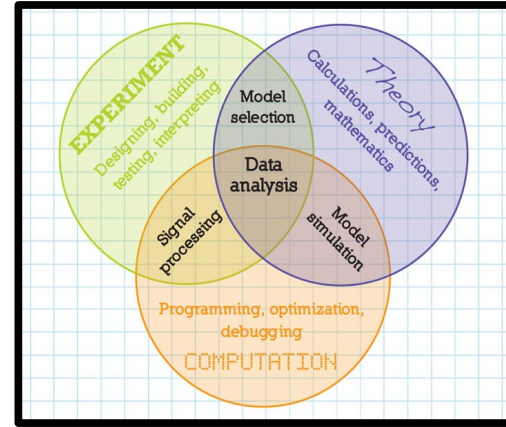 EXPERIMENT
Designing, building,
testing, interpreting
Theory
Calculations, predictions,
mathematics
Model
selection
Data
analysis
Signal
processing
Model
simulation
Programming, optimization,
debugging
COMPUTATION